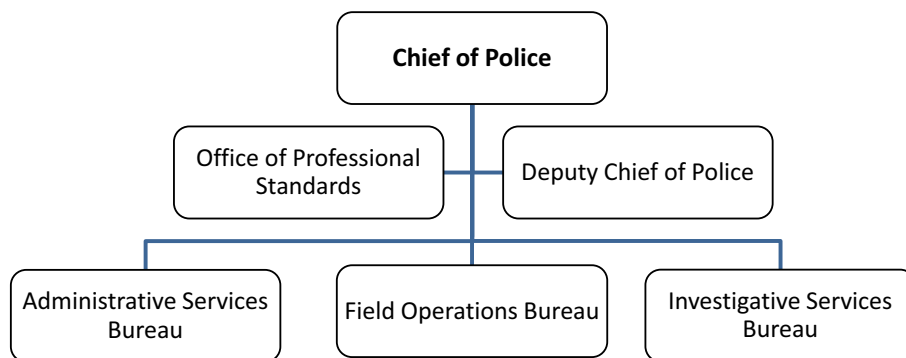 Chief of Police
Office of Professional
Standards
Deputy Chief of Police
Administrative Services
Bureau
Field Operations Bureau
Investigative Services
Bureau